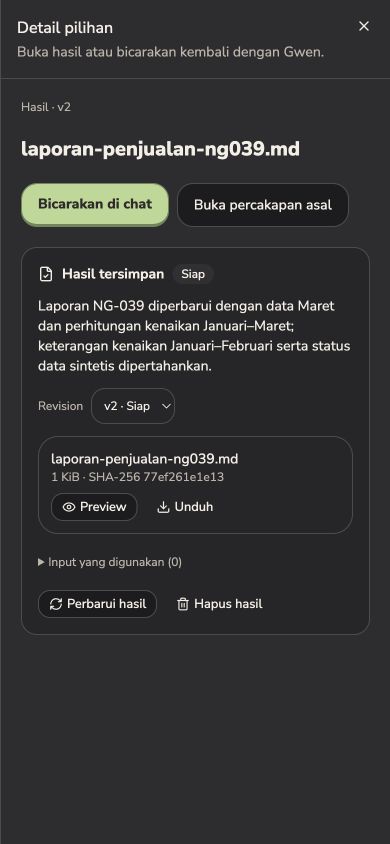 Detail pilihan
Buka hasil atau bicarakan kembali dengan Gwen.
Hasil · v2
laporan-penjualan-ng039.md
Bicarakan di chat
Buka percakapan asal
Hasil tersimpan
Siap
Laporan NG-039 diperbarui dengan data Maret
dan perhitungan kenaikan Januari–Maret;
keterangan kenaikan Januari–Februari serta status
data sintetis dipertahankan.
Revision
v2 · Siap
laporan-penjualan-ng039.md
1 KiB · SHA-256 77ef261e1e13
Preview
Unduh
Input yang digunakan (0)
Perbarui hasil
Hapus hasil